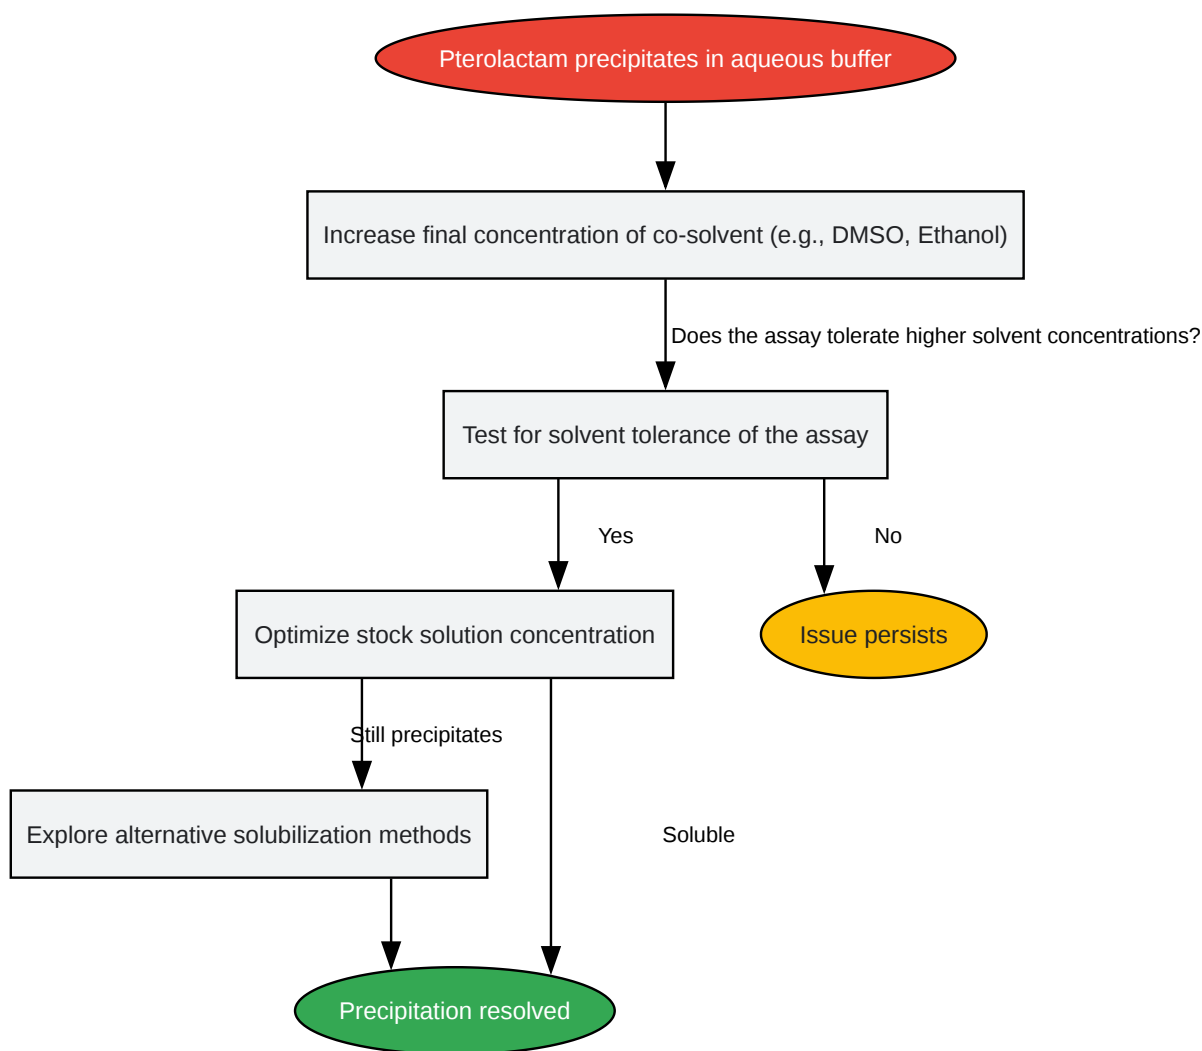 Pterolactam precipitates in aqueous buffer
Increase final concentration of co-solvent (e.g., DMSO, Ethanol)
Does the assay tolerate higher solvent concentrations?
Test for solvent tolerance of the assay
Yes
No
Optimize stock solution concentration
Issue persists
Still precipitates
Explore alternative solubilization methods
Soluble
Precipitation resolved